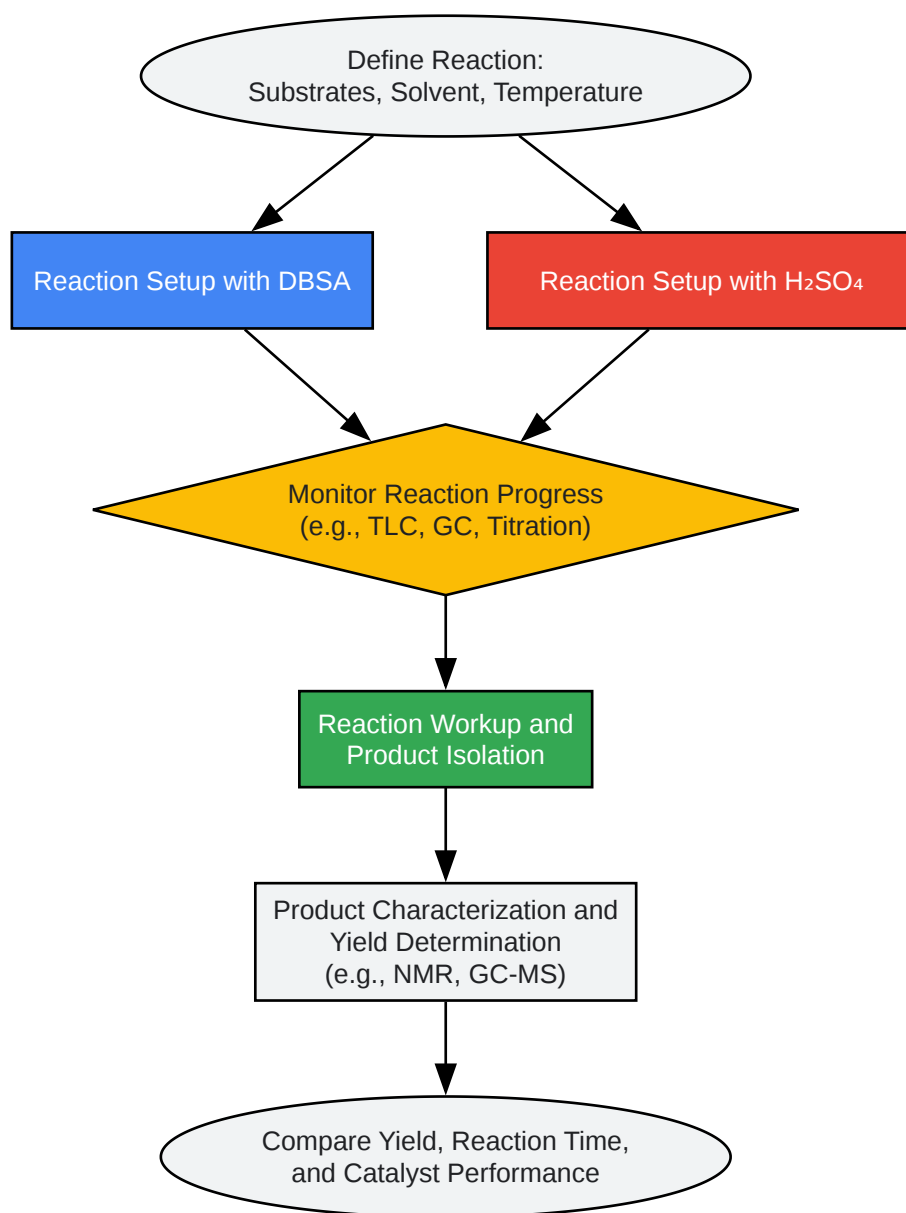 Define Reaction:
Substrates, Solvent, Temperature
Reaction Setup with DBSA
Reaction Setup with H₂SO₄
Monitor Reaction Progress
(e.g., TLC, GC, Titration)
Reaction Workup and
Product Isolation
Product Characterization and
Yield Determination
(e.g., NMR, GC-MS)
Compare Yield, Reaction Time,
and Catalyst Performance